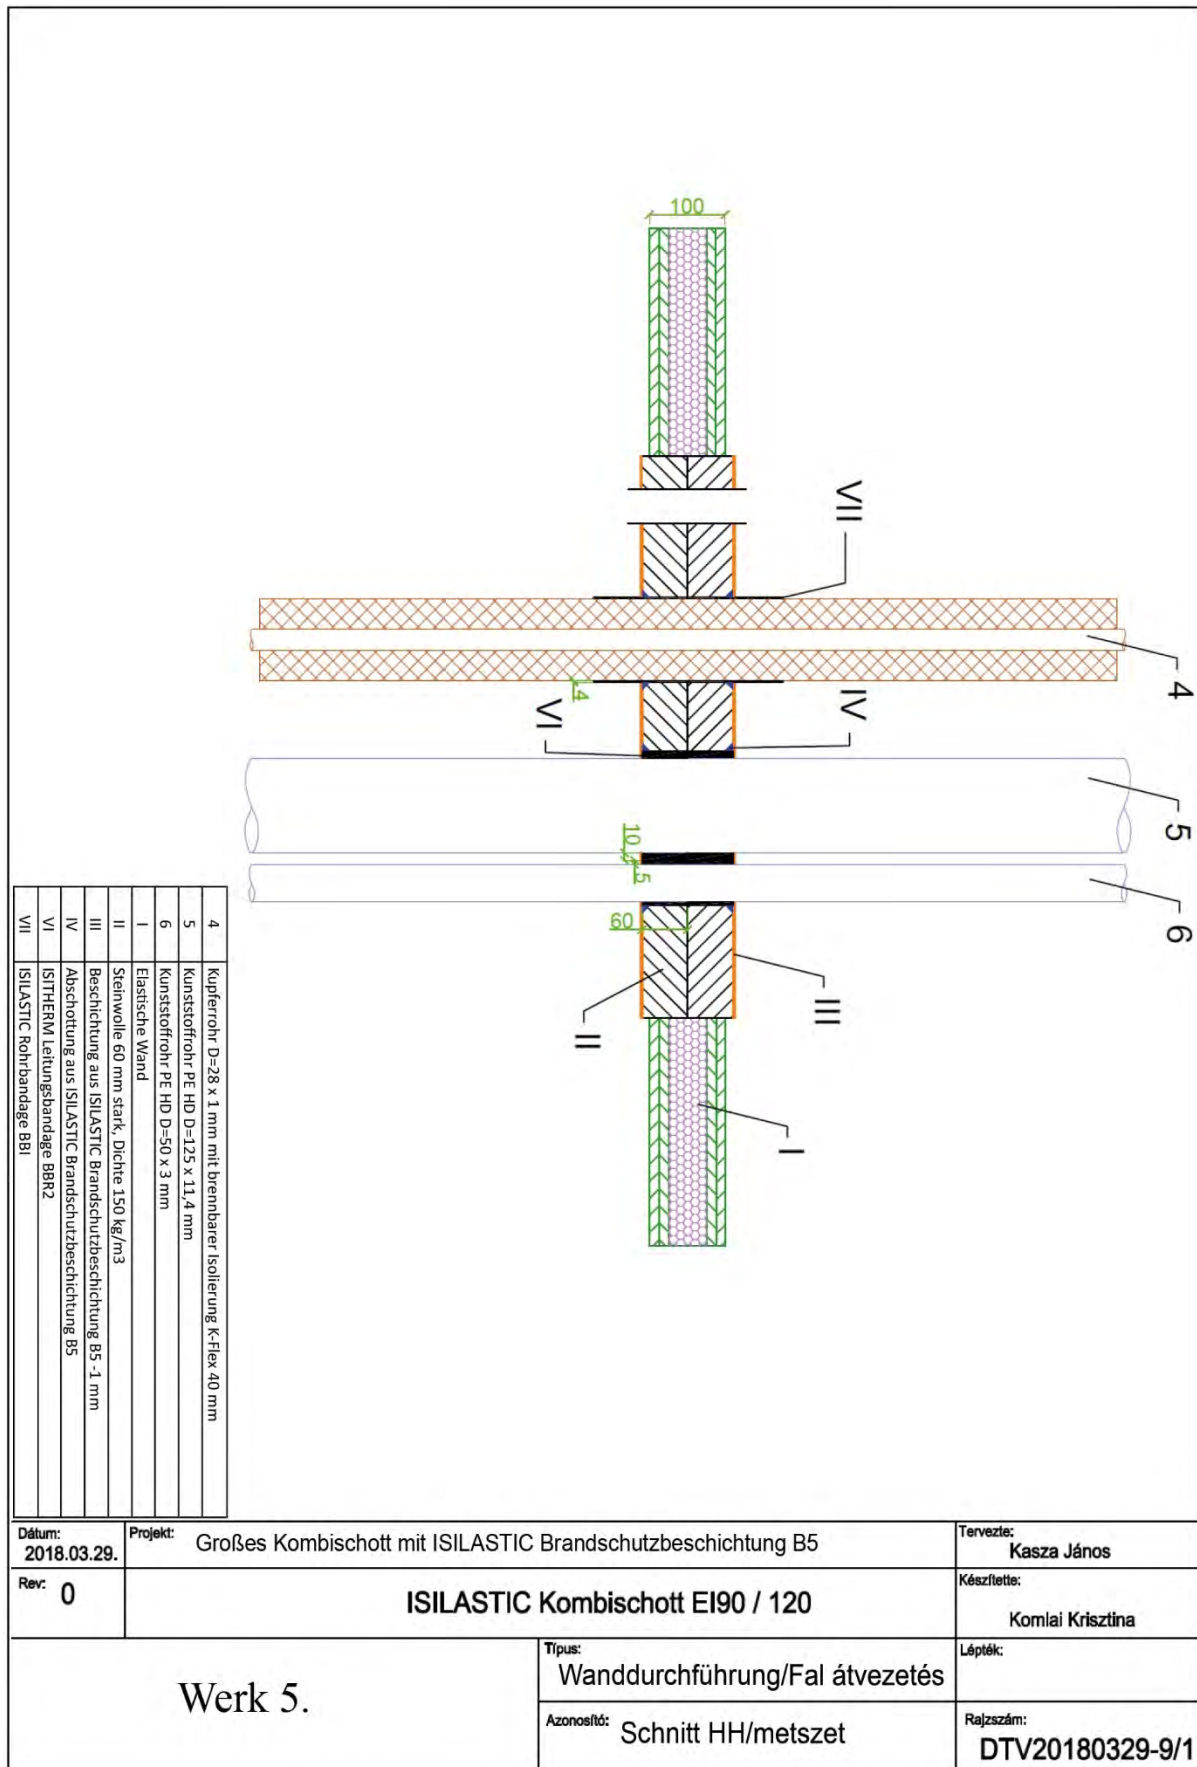 100
VII
4
4
IV
VI
5
10
5
6
60
III
II
I
4 Kupferrohr D=28 x 1 mm mit brennbarer Isolierung K-Flex 40 mm
5 Kunststoffrohr PE HD D=125 x 11,4 mm
6 Kunststoffrohr PE HD D=50 x 3 mm
I Elastische Wand
II Steinwolle 60 mm stark, Dichte 150 kg/m3
III Beschichtung aus ISILASTIC Brandschutzbeschichtung B5 -1 mm
IV Abschottung aus ISILASTIC Brandschutzbeschichtung B5
VI ISITHERM Leitungsbandage BBR2
VII ISILASTIC Rohrbandage BBI
Dátum: 2018.03.29.
Projekt: Großes Kombischott mit ISILASTIC Brandschutzbeschichtung B5
Tervezte: Kasza János
Rev: 0
ISILASTIC Kombischott EI90 / 120
Készítette: Komlai Krisztina
Werk 5.
Típus: Wanddurchführung/Fal átvezetés
Lépték:
Azonosító: Schnitt HH/metszet
Rajzszám: DTV20180329-9/1